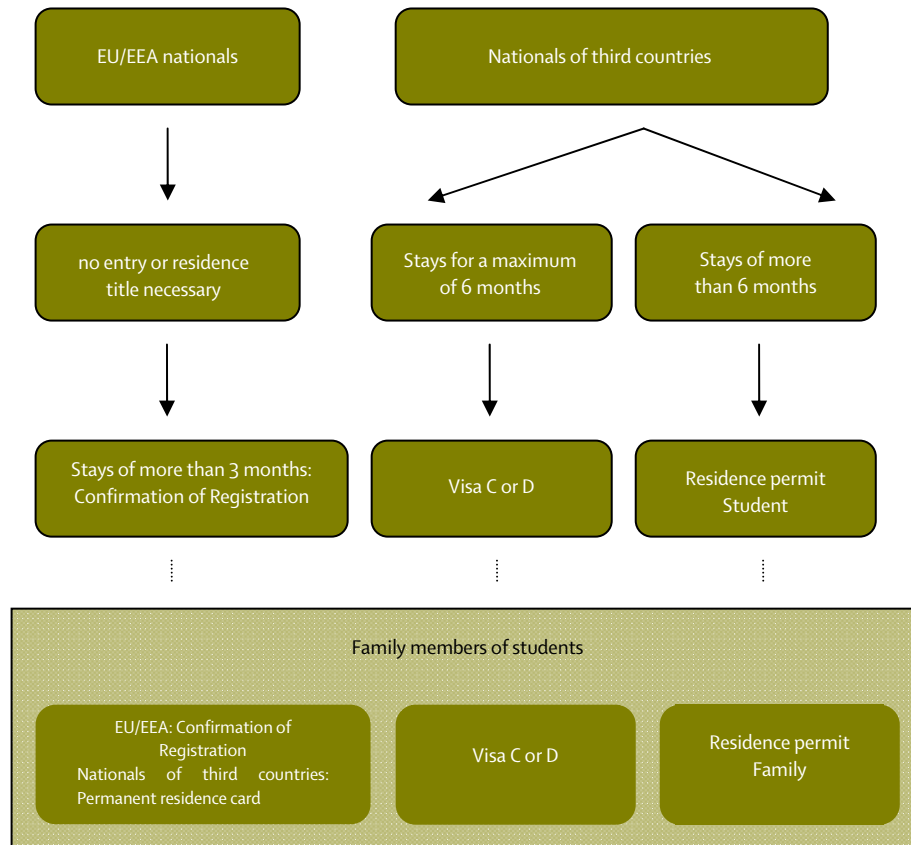 EU/EEA nationals
Nationals of third countries
no entry or residence
title necessary
Stays for a maximum
of 6 months
Stays of more
than 6 months
Stays of more than 3 months:
Confirmation of Registration
Visa C or D
Residence permit
Student
Family members of students
EU/EEA: Confirmation of
Registration
Nationals of third countries:
Permanent residence card
Visa C or D
Residence permit
Family